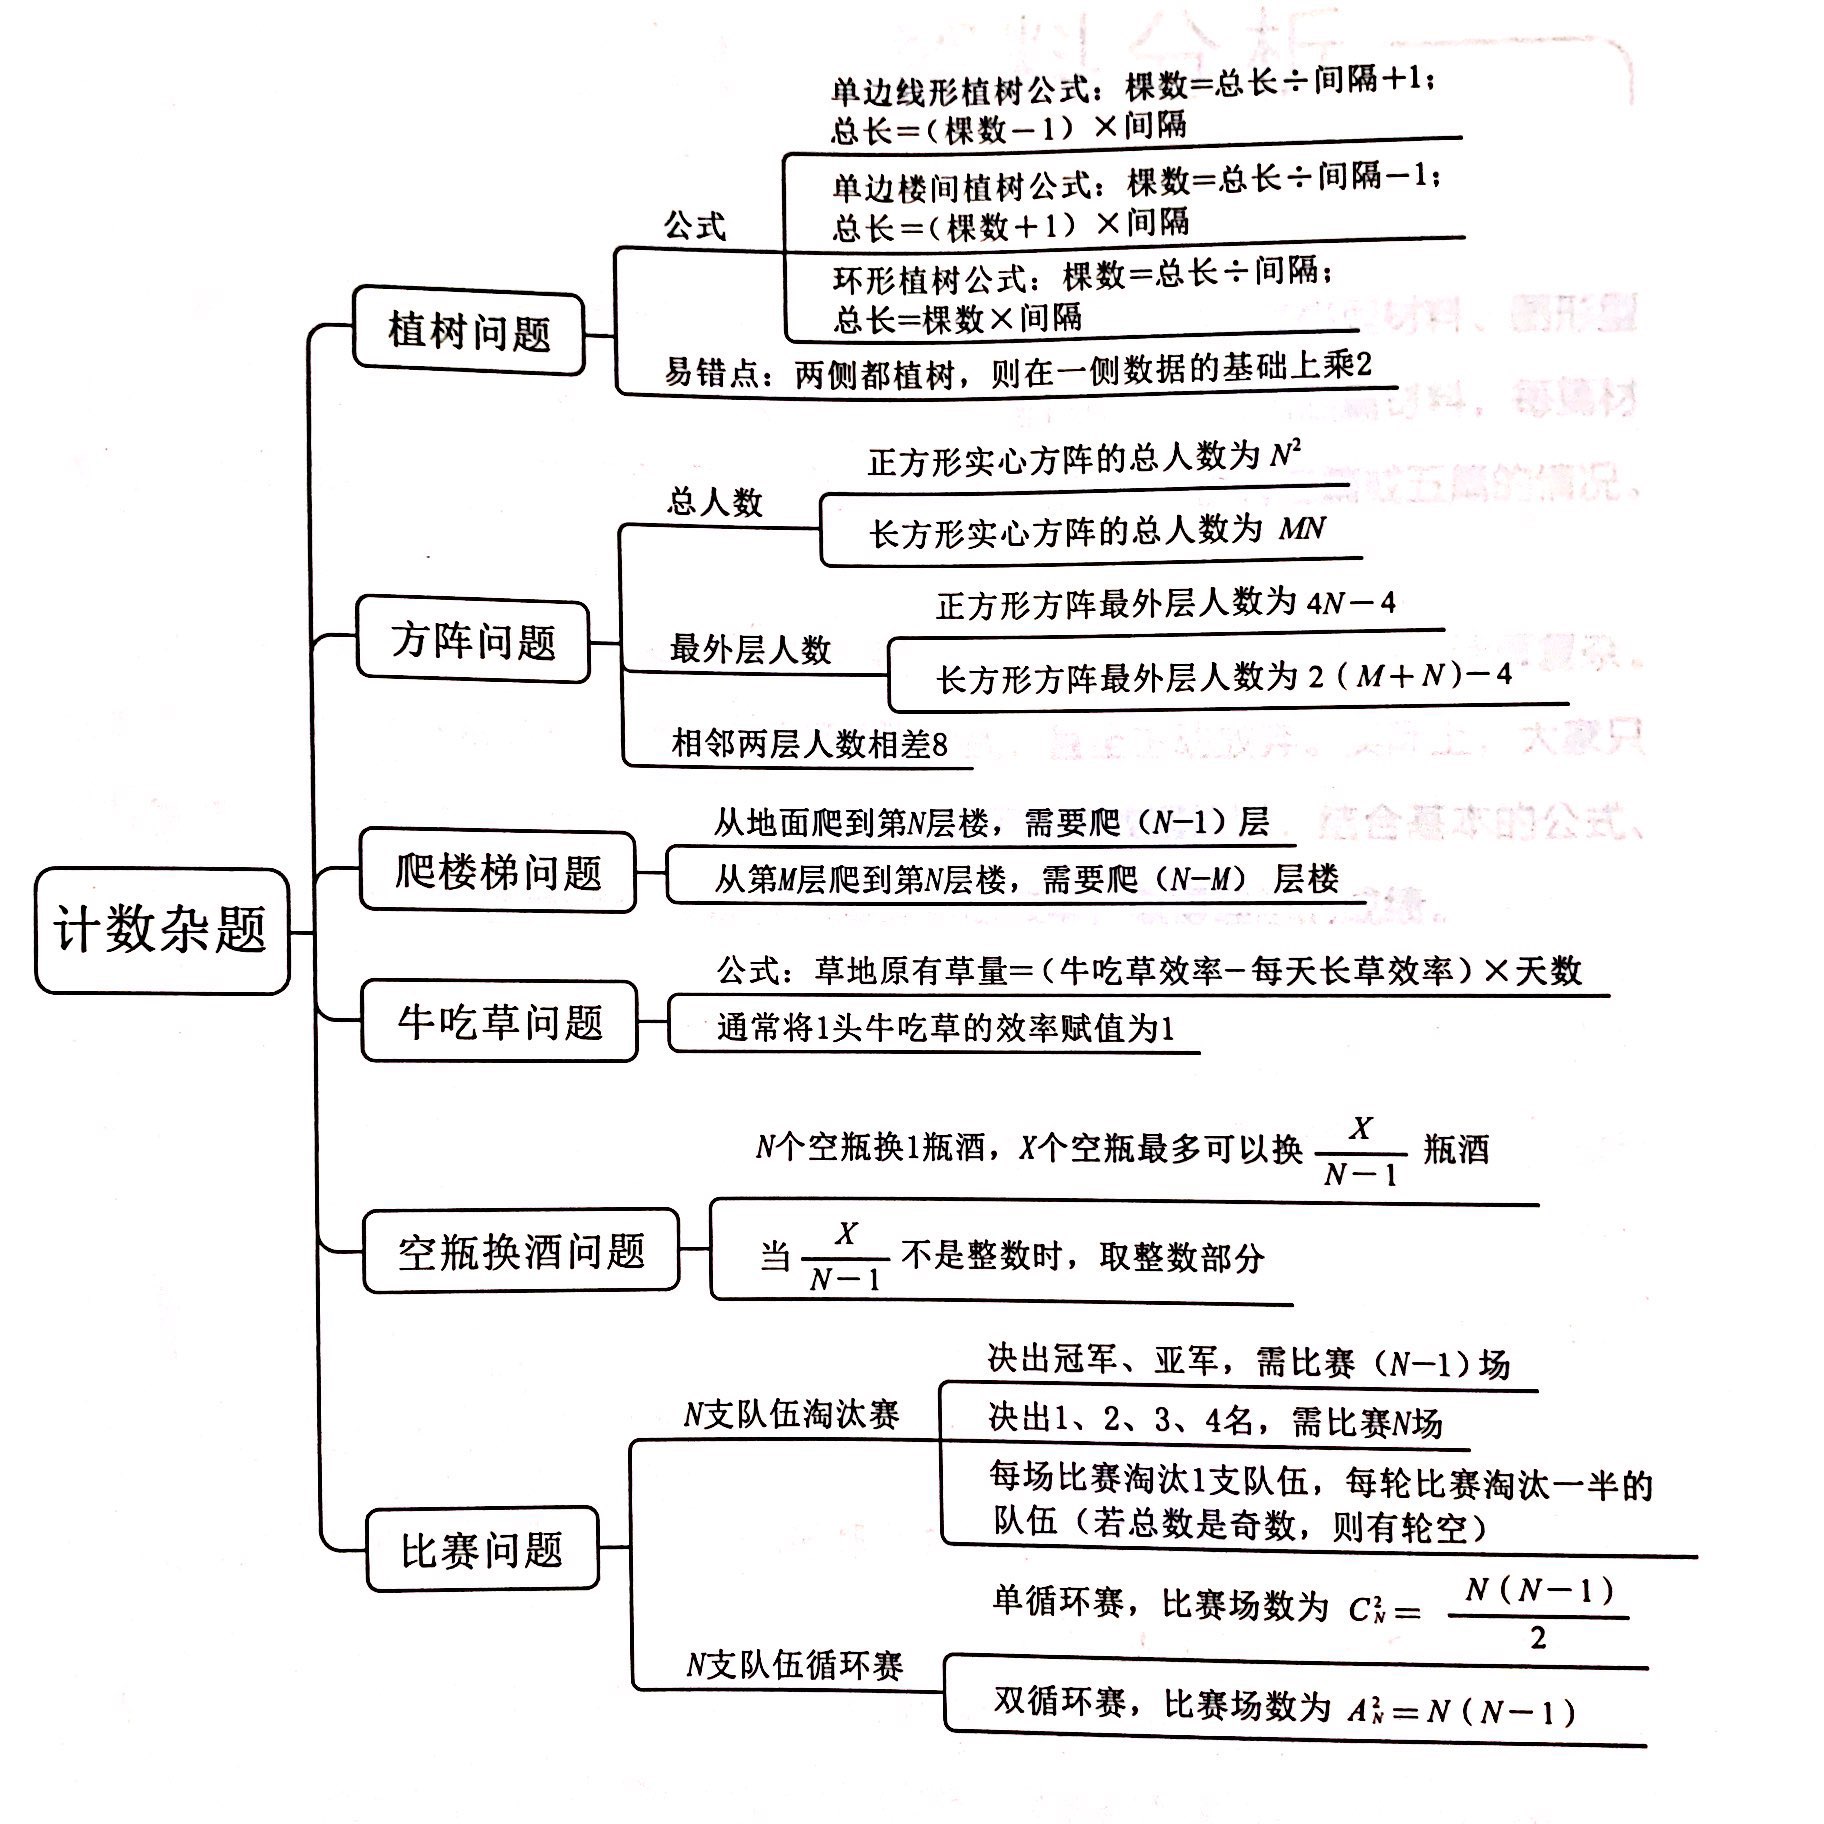 计数杂题
植树问题
公式
单边线形植树公式：棵数=总长÷间隔+1；
总长=（棵数-1）×间隔
单边楼间植树公式：棵数=总长÷间隔-1；
总长=（棵数+1）×间隔
环形植树公式：棵数=总长÷间隔；
总长=棵数×间隔
易错点：两侧都植树，则在一侧数据的基础上乘2
方阵问题
总人数
正方形实心方阵的总人数为 N²
长方形实心方阵的总人数为 MN
最外层人数
正方形方阵最外层人数为 4N-4
长方形方阵最外层人数为 2（M+N）-4
相邻两层人数相差8
爬楼梯问题
从地面爬到第N层楼，需要爬（N-1）层
从第M层爬到第N层楼，需要爬（N-M）层楼
牛吃草问题
公式：草地原有草量=（牛吃草效率-每天长草效率）×天数
通常将1头牛吃草的效率赋值为1
空瓶换酒问题
N个空瓶换1瓶酒，X个空瓶最多可以换 X/(N-1) 瓶酒
当 X/(N-1) 不是整数时，取整数部分
比赛问题
N支队伍淘汰赛
决出冠军、亚军，需比赛（N-1）场
决出1、2、3、4名，需比赛N场
每场比赛淘汰1支队伍，每轮比赛淘汰一半的
队伍（若总数是奇数，则有轮空）
N支队伍循环赛
单循环赛，比赛场数为 C²ₙ= N(N-1)/2
双循环赛，比赛场数为 A²ₙ=N(N-1)